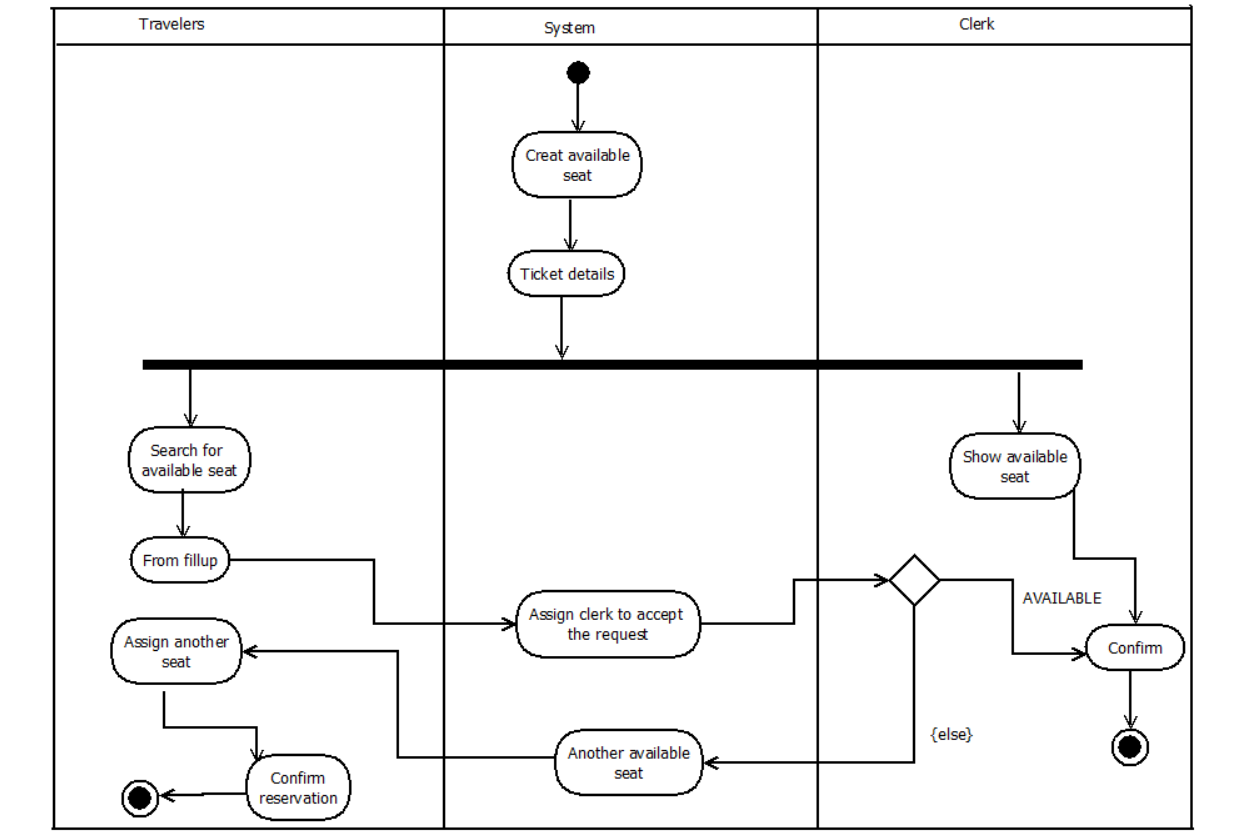 Travelers
System
Clerk
Creat available
seat
Ticket details
Search for
available seat
Show available
seat
From fillup
Assign clerk to accept
the request
AVAILABLE
Assign another
seat
Confirm
{else}
Another available
seat
Confirm
reservation